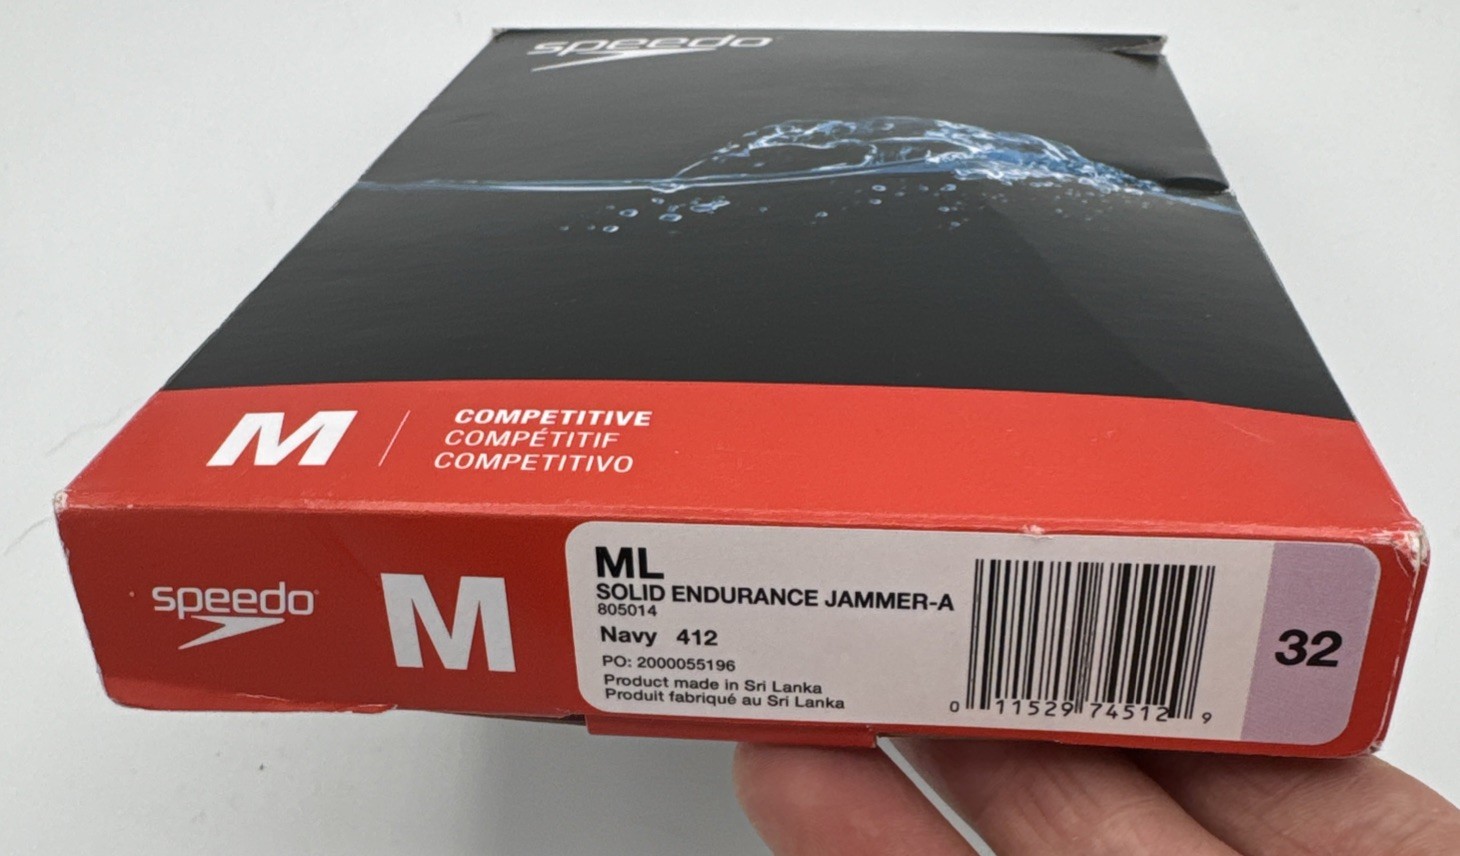 speedo
M
COMPETITIVE
COMPÉTITIF
COMPETITIVO
speedo
M
ML
SOLID ENDURANCE JAMMER-A
805014
Navy 412
PO: 2000055196
Product made in Sri Lanka
Produit fabriqué au Sri Lanka
0 11529 74512 9
32